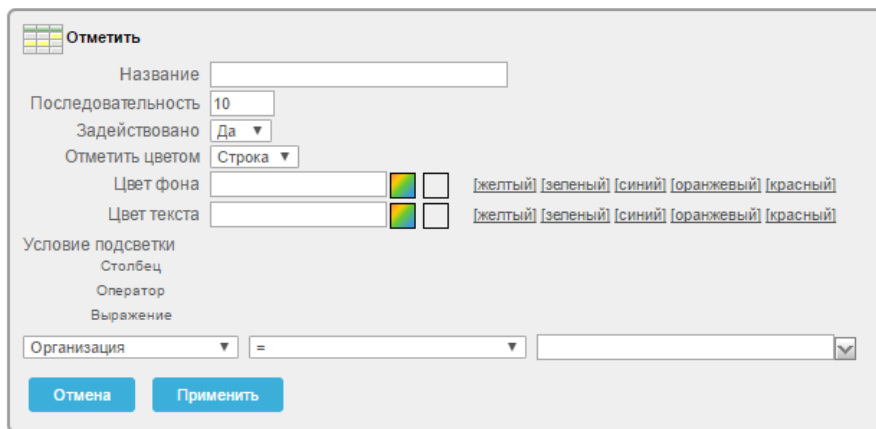 Отметить
Название
Последовательность 10
Задействовано Да
Отметить цветом Строка
Цвет фона [желтый] [зеленый] [синий] [оранжевый] [красный]
Цвет текста [желтый] [зеленый] [синий] [оранжевый] [красный]
Условие подсветки
Столбец
Оператор
Выражение
Организация =
Отмена Применить